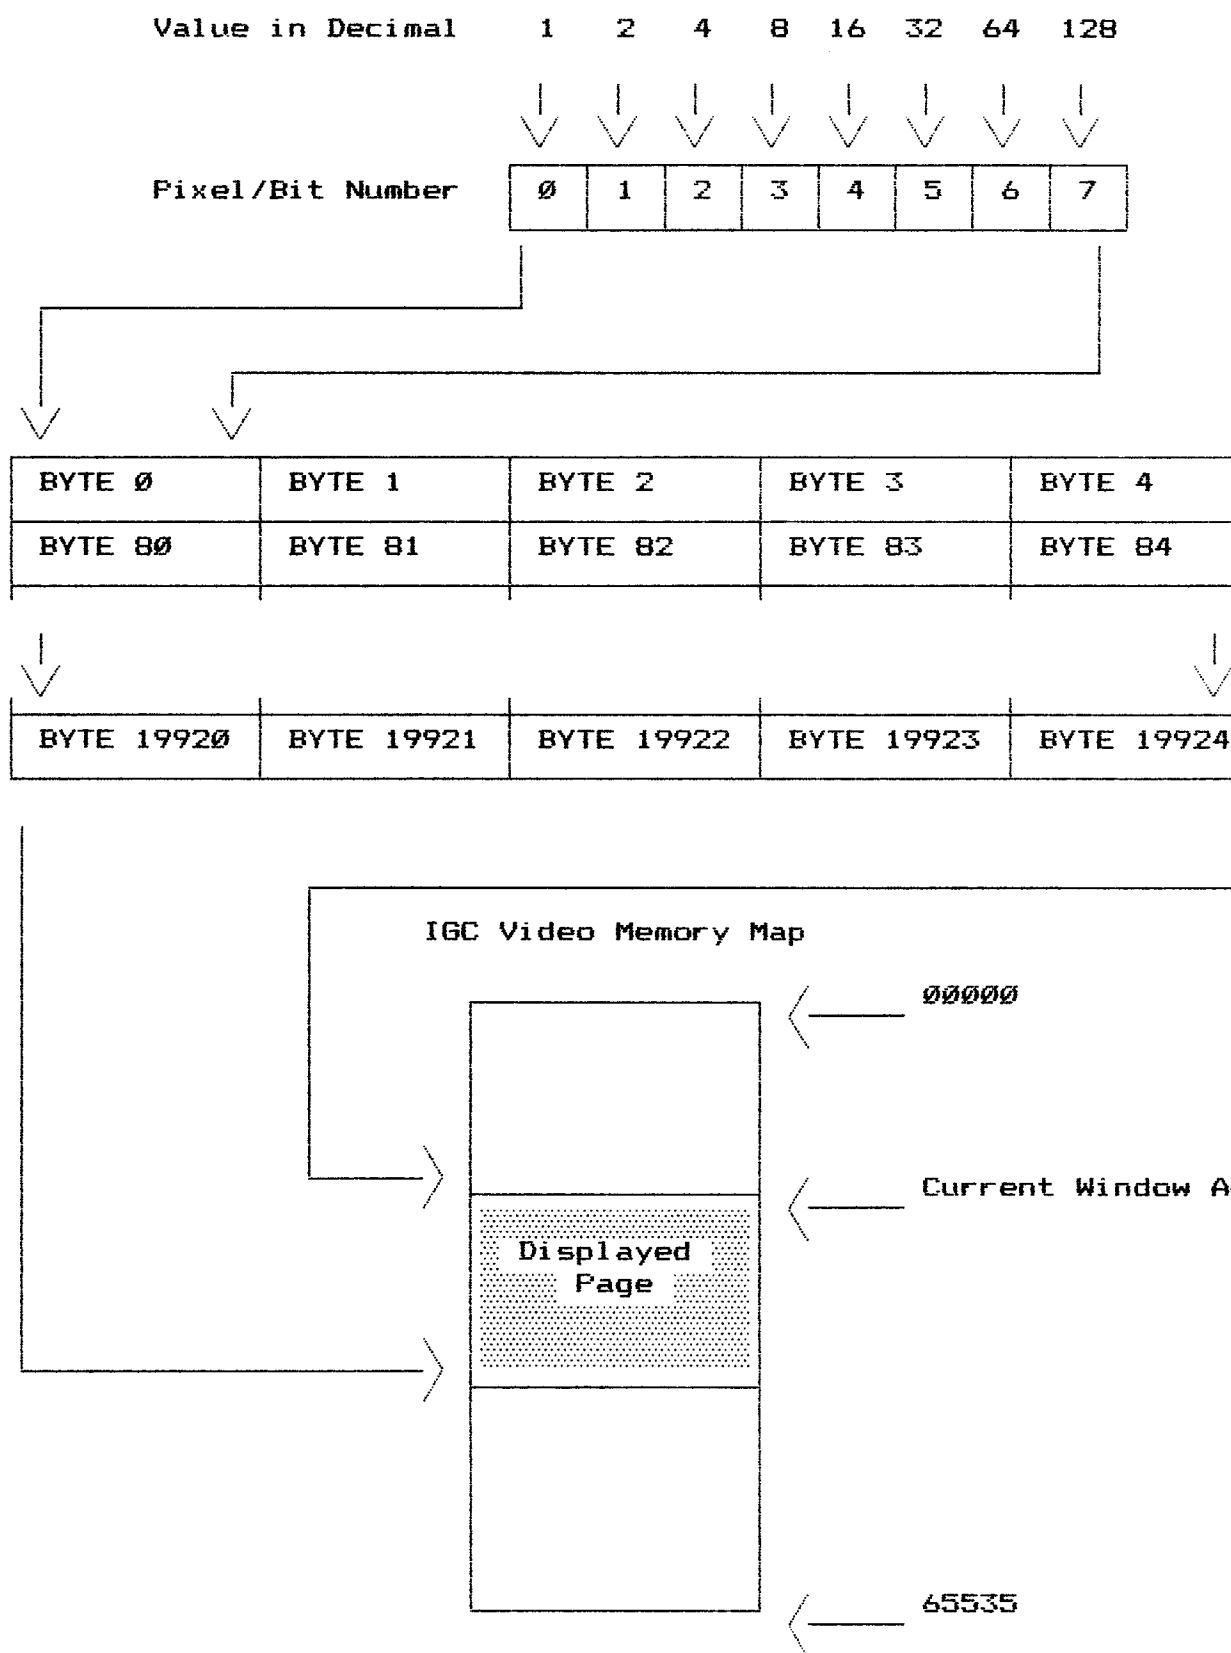 Value in Decimal 1 2 4 8 16 32 64 128
Pixel/Bit Number 0 1 2 3 4 5 6 7
BYTE 0 BYTE 1 BYTE 2 BYTE 3 BYTE 4
BYTE 80 BYTE 81 BYTE 82 BYTE 83 BYTE 84
BYTE 19920 BYTE 19921 BYTE 19922 BYTE 19923 BYTE 19924
IGC Video Memory Map
00000
Current Window A
Displayed
Page
65535